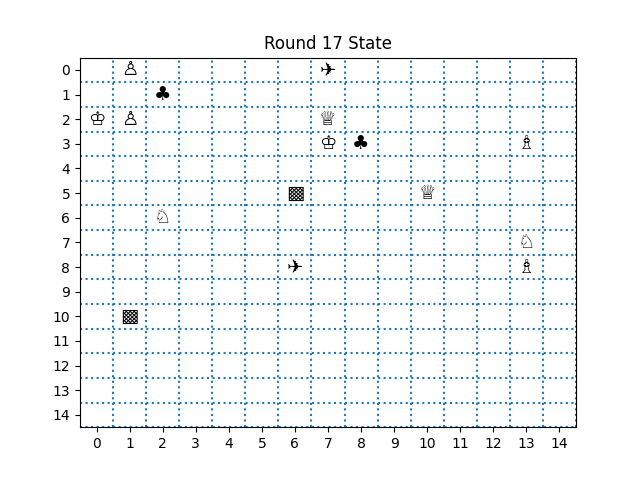 Round 17 State
0 ♙ ✈
1 ♣
2 ♔ ♙ ♕
3 ♔ ♣ ♗
4
5 ▩ ♕
6 ♘
7 ♘
8 ✈ ♗
9
10 ▩
11
12
13
14
0 1 2 3 4 5 6 7 8 9 10 11 12 13 14